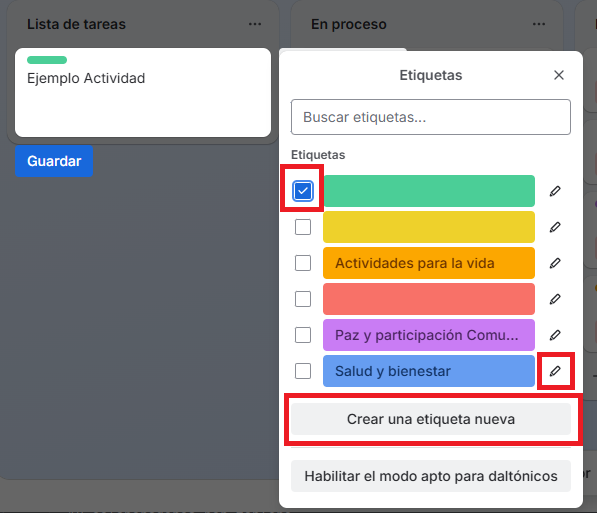 Lista de tareas
En proceso
Ejemplo Actividad
Guardar
Etiquetas
Buscar etiquetas...
Etiquetas
Actividades para la vida
Paz y participación Comu...
Salud y bienestar
Crear una etiqueta nueva
Habilitar el modo apto para daltónicos